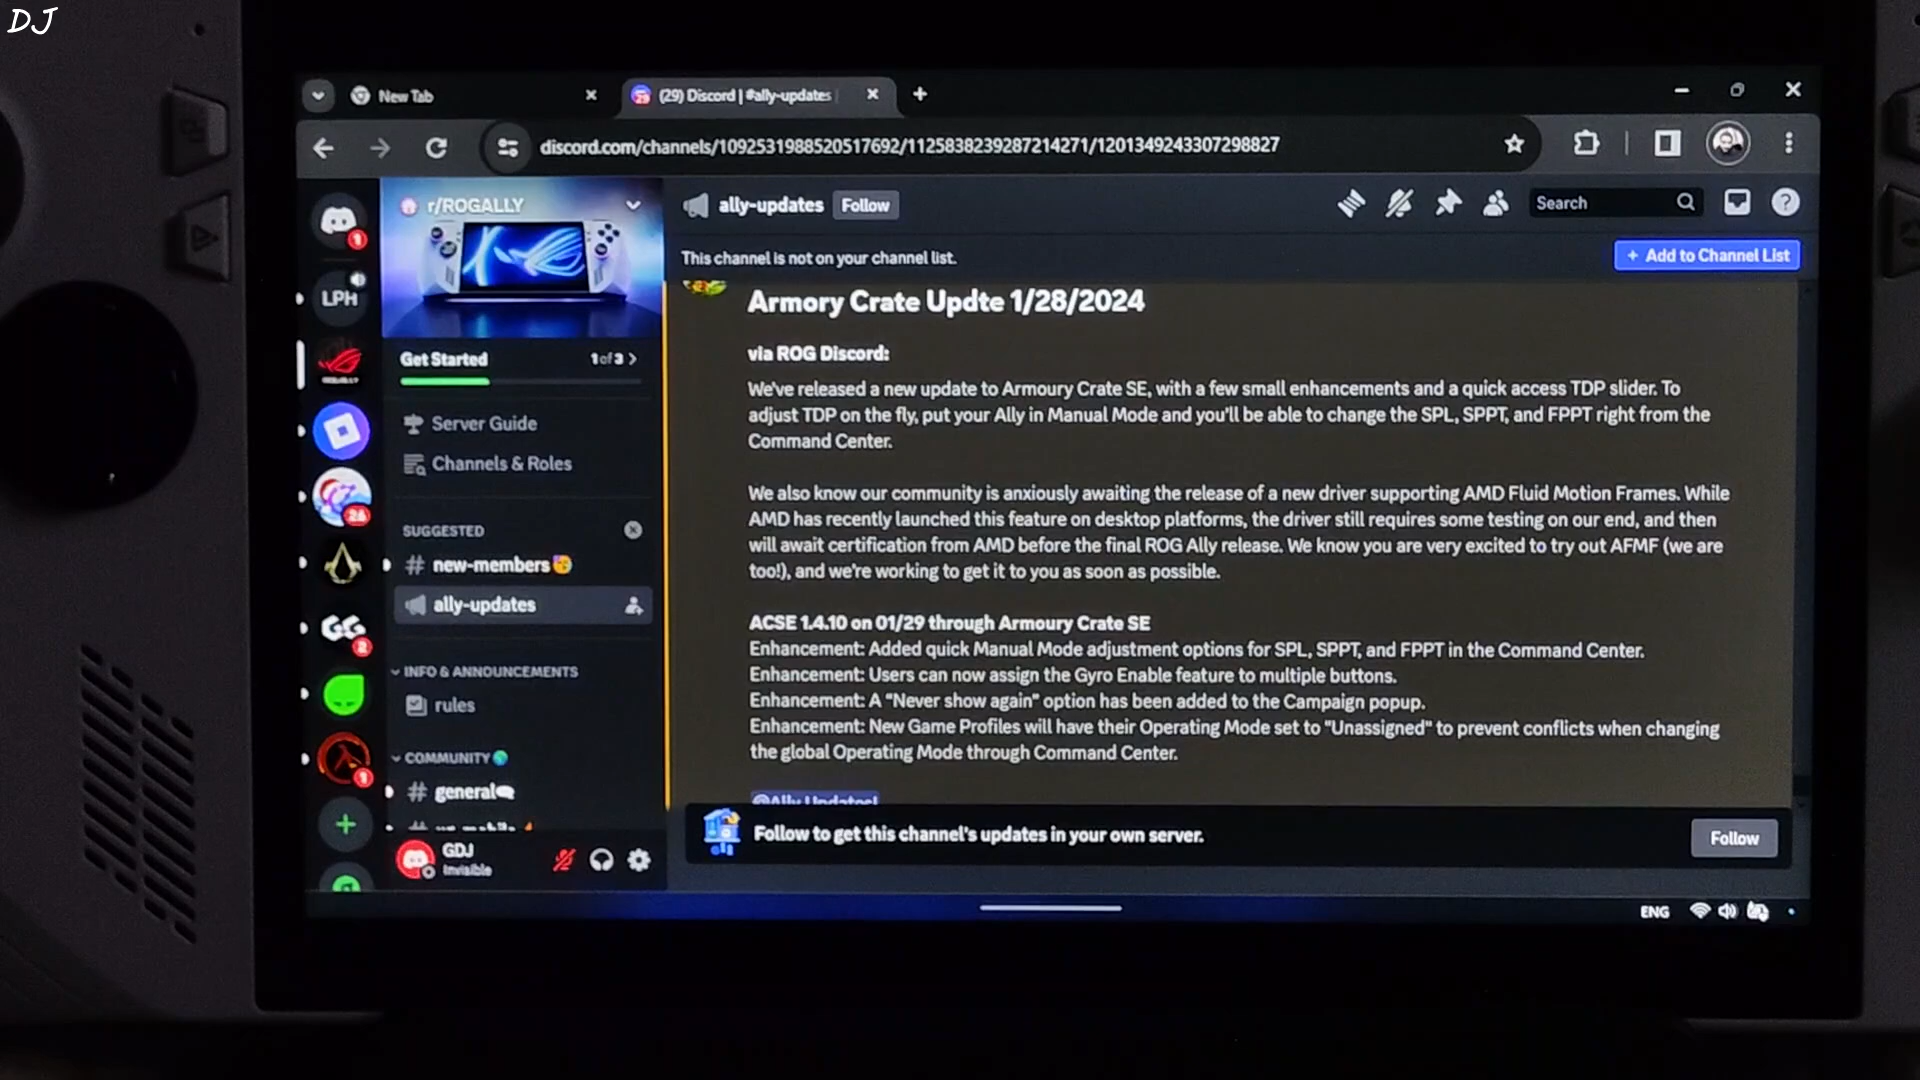 DJ
New Tab
(29) Discord | #ally-updates
discord.com/channels/1092531988520517692/1125838239287214271/1201349243307298827
r/ROGALLY
ally-updates
Follow
Search
This channel is not on your channel list.
+ Add to Channel List
1
LPH
Get Started
1 of 3
Server Guide
Channels & Roles
SUGGESTED
26
# new-members
ally-updates
GG
2
INFO & ANNOUNCEMENTS
rules
COMMUNITY
1
# general
GDJ
Invisible
Armory Crate Updte 1/28/2024
via ROG Discord:
We've released a new update to Armoury Crate SE, with a few small enhancements and a quick access TDP slider. To
adjust TDP on the fly, put your Ally in Manual Mode and you'll be able to change the SPL, SPPT, and FPPT right from the
Command Center.
We also know our community is anxiously awaiting the release of a new driver supporting AMD Fluid Motion Frames. While
AMD has recently launched this feature on desktop platforms, the driver still requires some testing on our end, and then
will await certification from AMD before the final ROG Ally release. We know you are very excited to try out AFMF (we are
too!), and we're working to get it to you as soon as possible.
ACSE 1.4.10 on 01/29 through Armoury Crate SE
Enhancement: Added quick Manual Mode adjustment options for SPL, SPPT, and FPPT in the Command Center.
Enhancement: Users can now assign the Gyro Enable feature to multiple buttons.
Enhancement: A "Never show again" option has been added to the Campaign popup.
Enhancement: New Game Profiles will have their Operating Mode set to "Unassigned" to prevent conflicts when changing
the global Operating Mode through Command Center.
@Ally Updates!
Follow to get this channel's updates in your own server.
Follow
ENG